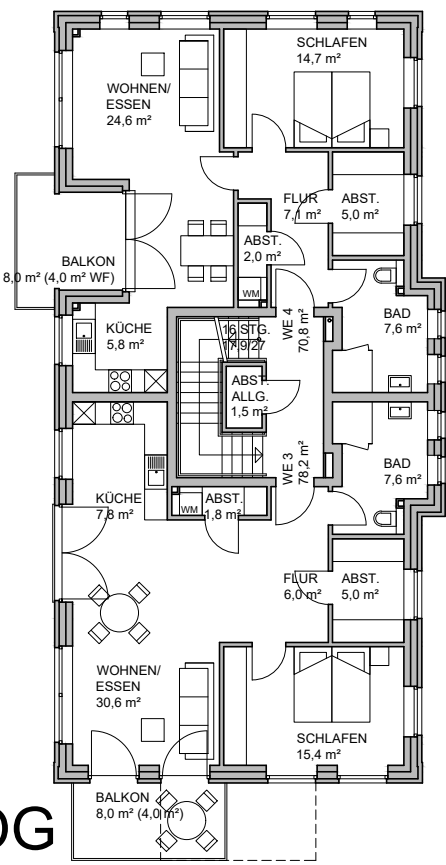 SCHLAFEN
14,7 m²
WOHNEN/
ESSEN
24,6 m²
FLUR
7,1 m²
ABST.
5,0 m²
ABST.
2,0 m²
BALKON
8,0 m² (4,0 m² WF)
WM
KÜCHE
5,8 m²
16 STG.
17,9/27
WE 4
70,8 m²
BAD
7,6 m²
ABST.
ALLG.
1,5 m²
WE 3
78,2 m²
BAD
7,6 m²
KÜCHE
7,8 m²
ABST.
1,8 m²
WM
FLUR
6,0 m²
ABST.
5,0 m²
WOHNEN/
ESSEN
30,6 m²
SCHLAFEN
15,4 m²
BALKON
8,0 m² (4,0 m²)
OG